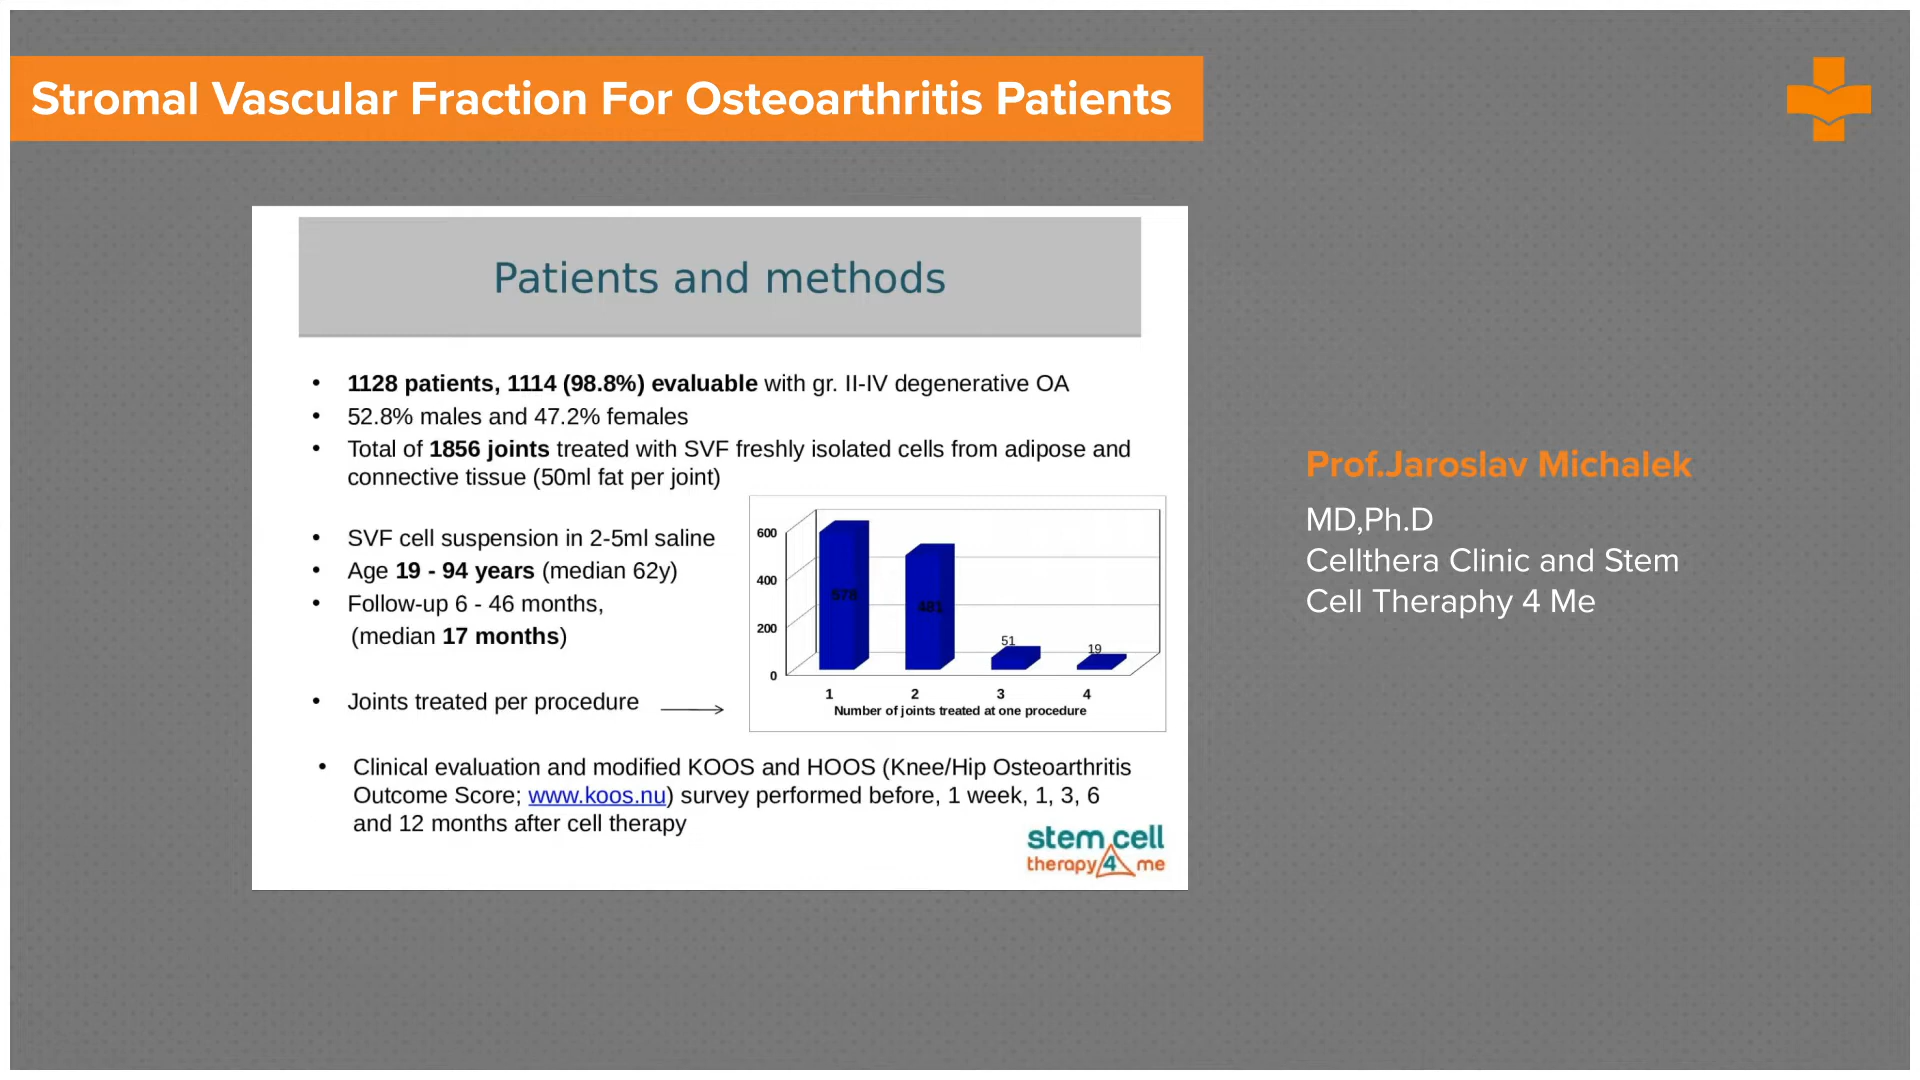 Stromal Vascular Fraction For Osteoarthritis Patients
Patients and methods
• 1128 patients, 1114 (98.8%) evaluable with gr. II-IV degenerative OA
• 52.8% males and 47.2% females
• Total of 1856 joints treated with SVF freshly isolated cells from adipose and
connective tissue (50ml fat per joint)
• SVF cell suspension in 2-5ml saline
• Age 19 - 94 years (median 62y)
• Follow-up 6 - 46 months,
(median 17 months)
• Joints treated per procedure
600
400
200
0
578
481
51
19
1 2 3 4
Number of joints treated at one procedure
• Clinical evaluation and modified KOOS and HOOS (Knee/Hip Osteoarthritis
Outcome Score; www.koos.nu) survey performed before, 1 week, 1, 3, 6
and 12 months after cell therapy
stem cell
therapy 4 me
Prof.Jaroslav Michalek
MD,Ph.D
Cellthera Clinic and Stem
Cell Theraphy 4 Me